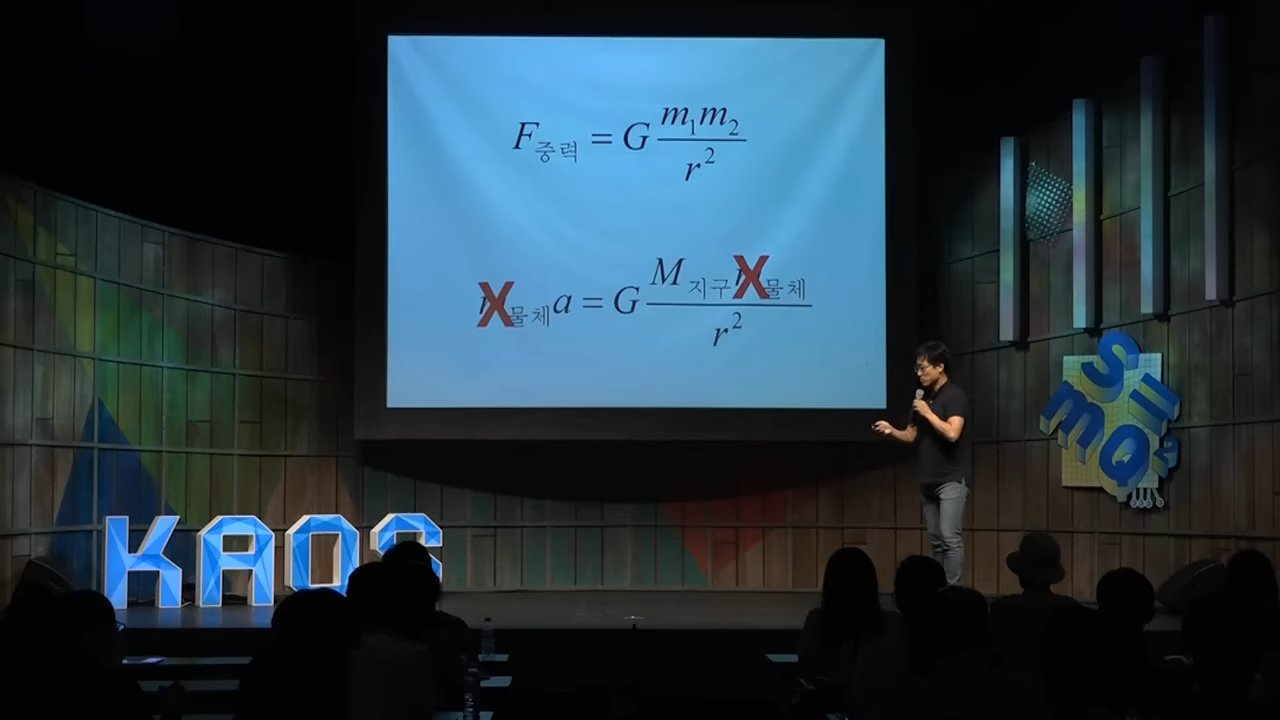 F중력 = G m₁m₂ / r²
m물체a = G M지구m물체 / r²
KAOS